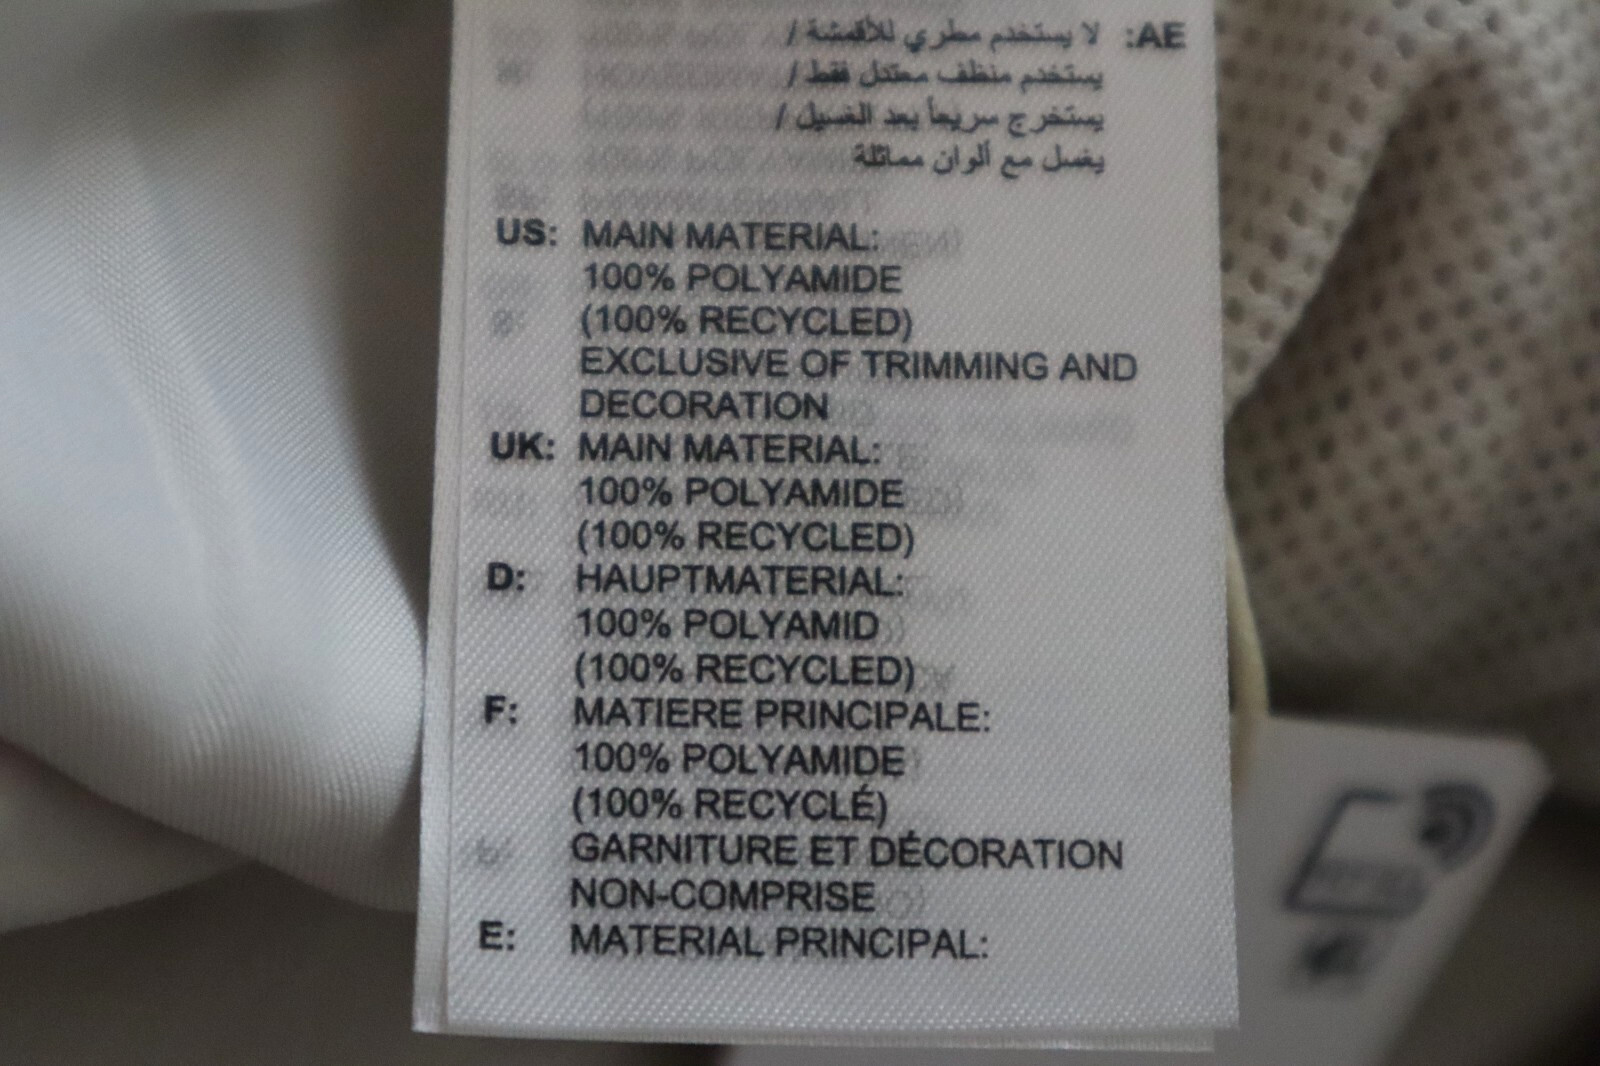 AE: لا يستخدم مطري للأقمشة /
يستخدم منظف معتدل فقط /
يستخرج سريعاً بعد الغسيل /
يغسل مع ألوان مماثلة
US: MAIN MATERIAL:
100% POLYAMIDE
(100% RECYCLED)
EXCLUSIVE OF TRIMMING AND
DECORATION
UK: MAIN MATERIAL:
100% POLYAMIDE
(100% RECYCLED)
D: HAUPTMATERIAL:
100% POLYAMID
(100% RECYCLED)
F: MATIERE PRINCIPALE:
100% POLYAMIDE
(100% RECYCLÉ)
GARNITURE ET DÉCORATION
NON-COMPRISE
E: MATERIAL PRINCIPAL: